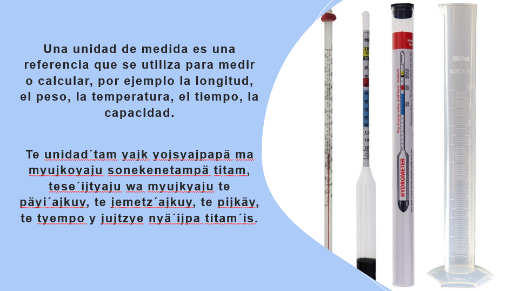 Una unidad de medida es una
referencia que se utiliza para medir
o calcular, por ejemplo la longitud,
el peso, la temperatura, el tiempo, la
capacidad.
Te unidad´tam yajk yojsyajpapä ma
myujkoyaju sonekenetampä titam,
tese´ijtyaju wa myujkyaju te
päyi´ajkuy, te jemetz´ajkuy, te pijkäy,
te tyempo y jujtzye nyä´ijpa titam´is.
HYDROMETER